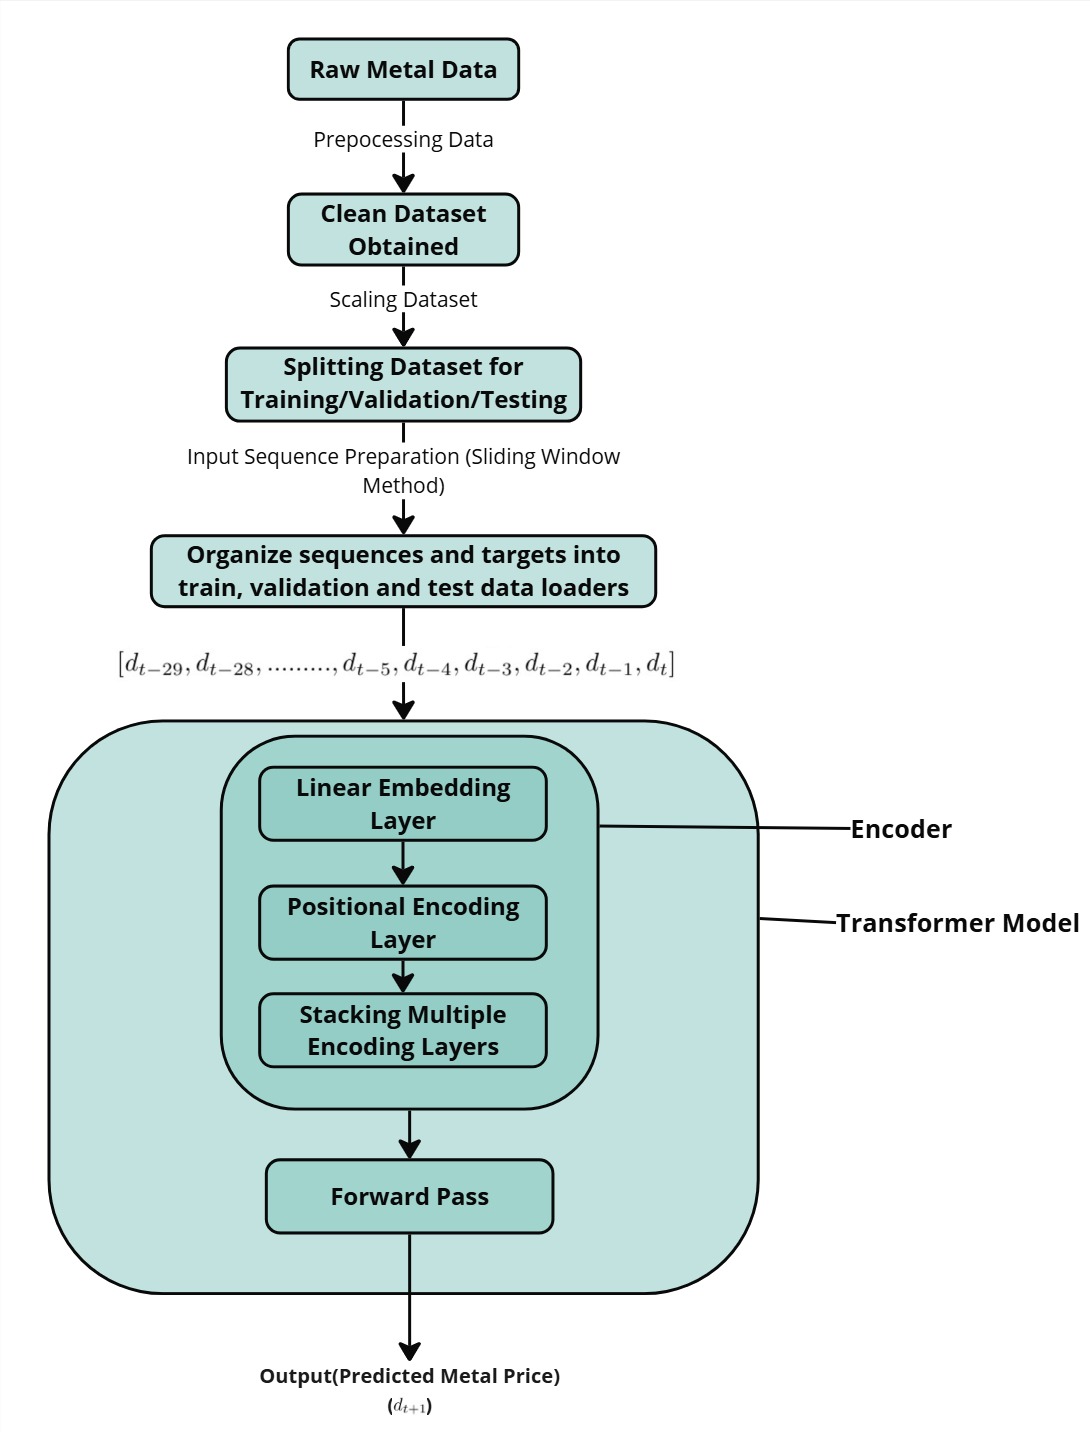 Raw Metal Data
Prepocessing Data
Clean Dataset
Obtained
Scaling Dataset
Splitting Dataset for
Training/Validation/Testing
Input Sequence Preparation (Sliding Window
Method)
Organize sequences and targets into
train, validation and test data loaders
[d_{t−29}, d_{t−28}, ........., d_{t−5}, d_{t−4}, d_{t−3}, d_{t−2}, d_{t−1}, d_t]
Linear Embedding
Layer
Encoder
Positional Encoding
Layer
Transformer Model
Stacking Multiple
Encoding Layers
Forward Pass
Output(Predicted Metal Price)
(d_{t+1})